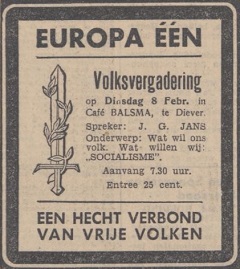 EUROPA ÉÉN
Volksvergadering
op Dinsdag 8 Febr. in
Café BALSMA, te Diever.
Spreker: J. G. JANS
Onderwerp: Wat wil ons
volk. Wat willen wij:
„SOCIALISME".
Aanvang 7.30 uur.
Entree 25 cent.
EEN HECHT VERBOND
VAN VRIJE VOLKEN